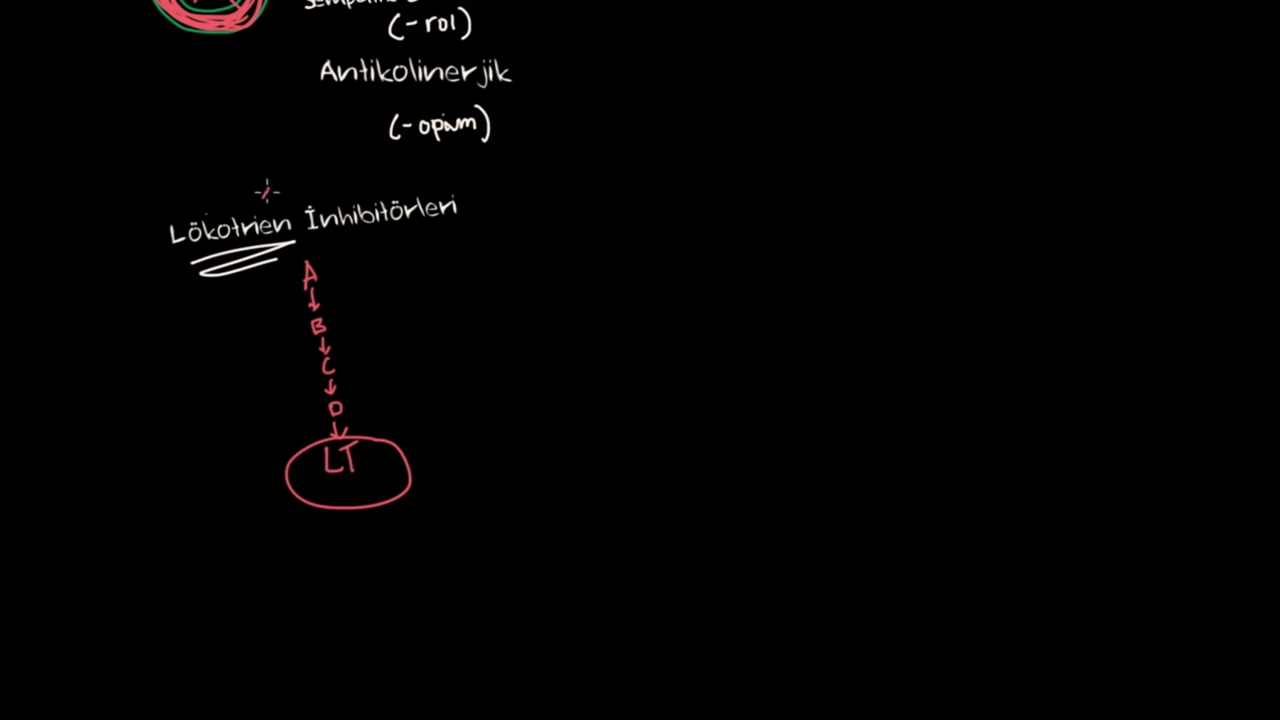 (-rol)
Antikolinerjik
(-opium)
Lökotrien İnhibitörleri
A
B
C
D
LT